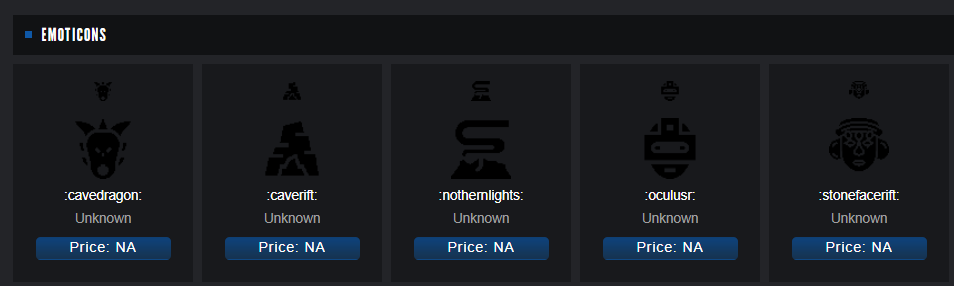 EMOTICONS
:cavedragon:
Unknown
Price: NA
:caverift:
Unknown
Price: NA
:nothernlights:
Unknown
Price: NA
:oculusr:
Unknown
Price: NA
:stonefacerift:
Unknown
Price: NA